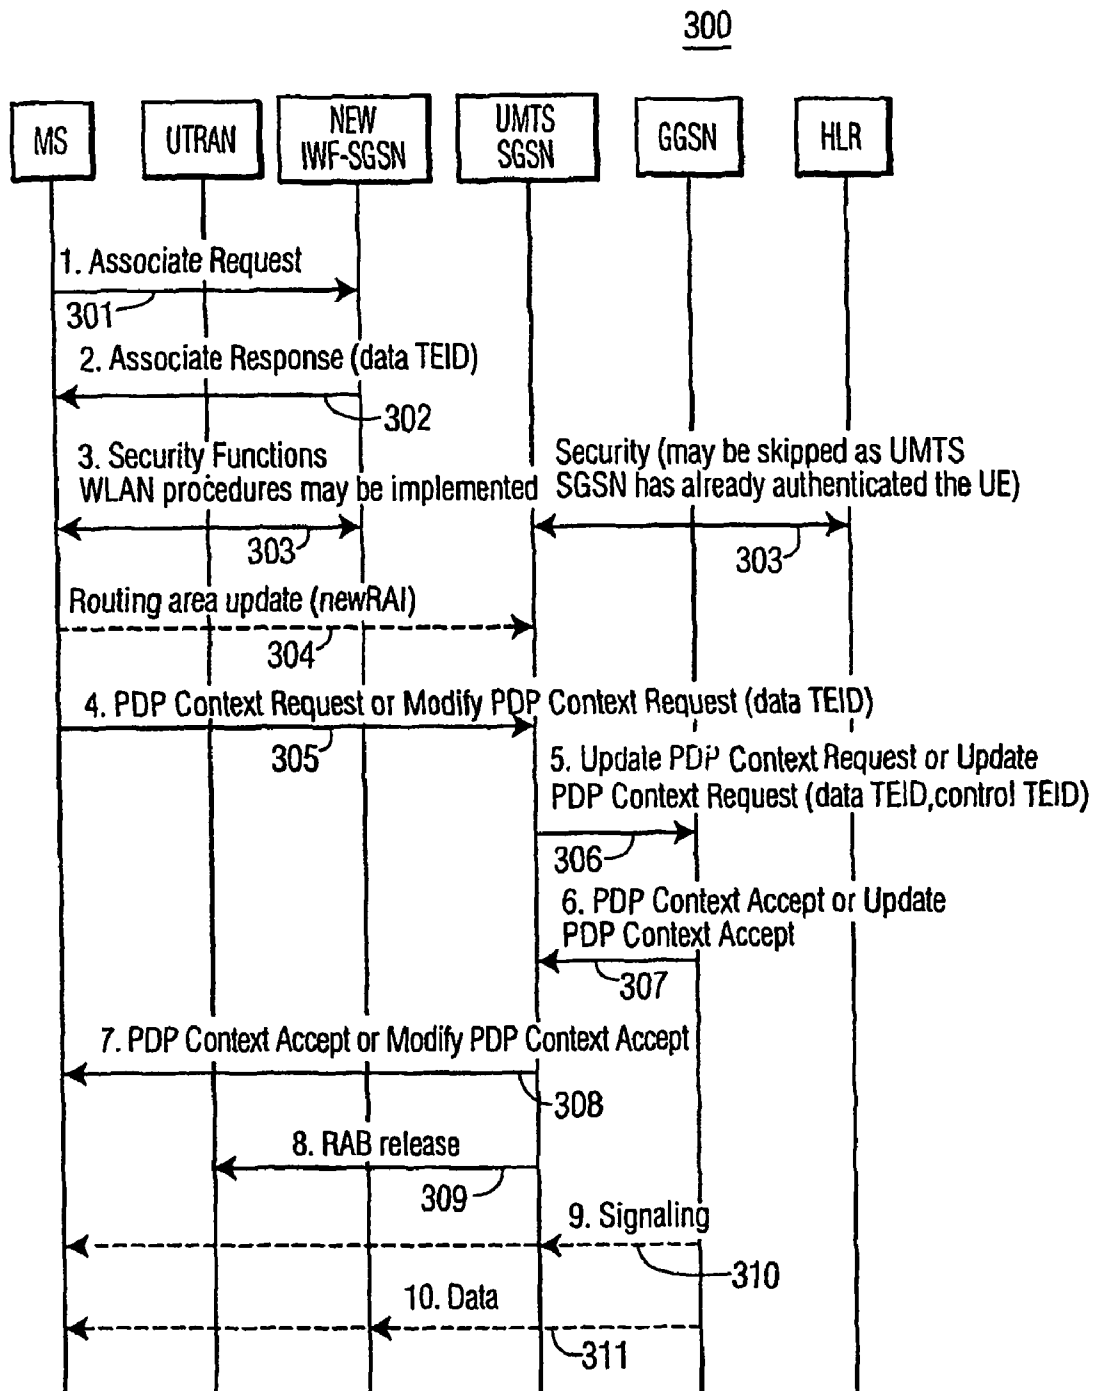 300
MS
UTRAN
NEW
IWF-SGSN
UMTS
SGSN
GGSN
HLR
1. Associate Request
301
2. Associate Response (data TEID)
302
3. Security Functions
WLAN procedures may be implemented
303
Security (may be skipped as UMTS
SGSN has already authenticated the UE)
303
Routing area update (newRAI)
304
4. PDP Context Request or Modify PDP Context Request (data TEID)
305
5. Update PDP Context Request or Update
PDP Context Request (data TEID,control TEID)
306
6. PDP Context Accept or Update
PDP Context Accept
307
7. PDP Context Accept or Modify PDP Context Accept
308
8. RAB release
309
9. Signaling
310
10. Data
311